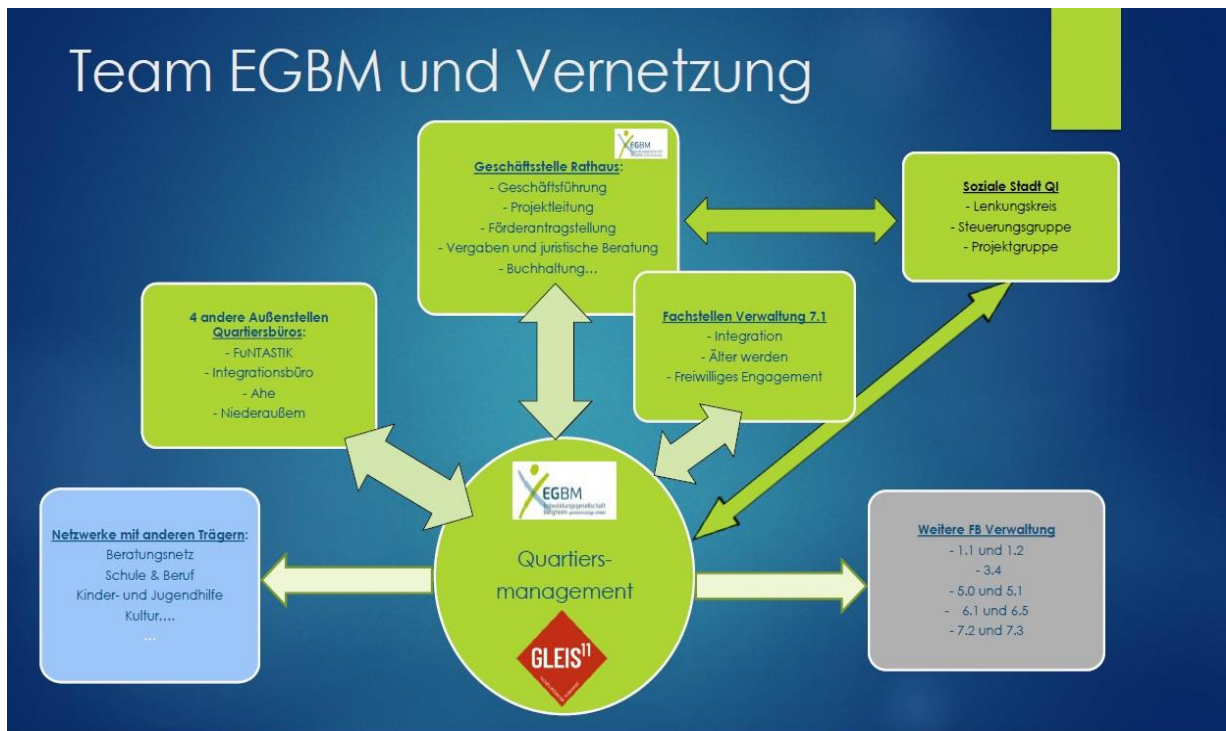 Team EGBM und Vernetzung
EGBM
Geschäftsstelle Rathaus:
- Geschäftsführung
- Projektleitung
- Förderantragstellung
- Vergaben und juristische Beratung
- Buchhaltung…
Soziale Stadt QI
- Lenkungskreis
- Steuerungsgruppe
- Projektgruppe
4 andere Außenstellen
Quartiersbüros:
- FuNTASTIK
- Integrationsbüro
- Ahe
- Niederaußem
Fachstellen Verwaltung 7.1
- Integration
- Älter werden
- Freiwilliges Engagement
Netzwerke mit anderen Trägern:
Beratungsnetz
Schule & Beruf
Kinder- und Jugendhilfe
Kultur….
…
EGBM
Entwicklungsgesellschaft
Quartiers-
management
GLEIS11
Weitere FB Verwaltung
- 1.1 und 1.2
- 3.4
- 5.0 und 5.1
- 6.1 und 6.5
- 7.2 und 7.3